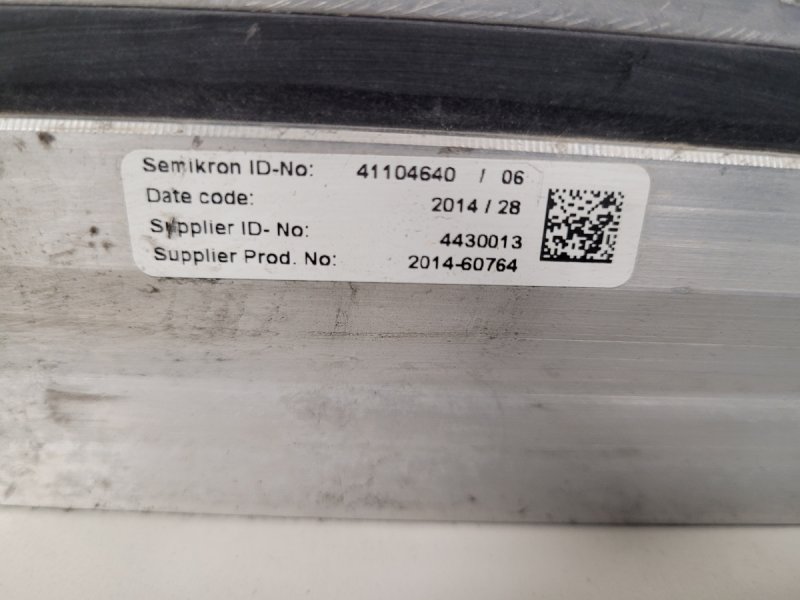 Semikron ID-No: 41104640 / 06
Date code: 2014 / 28
Supplier ID- No: 4430013
Supplier Prod. No: 2014-60764